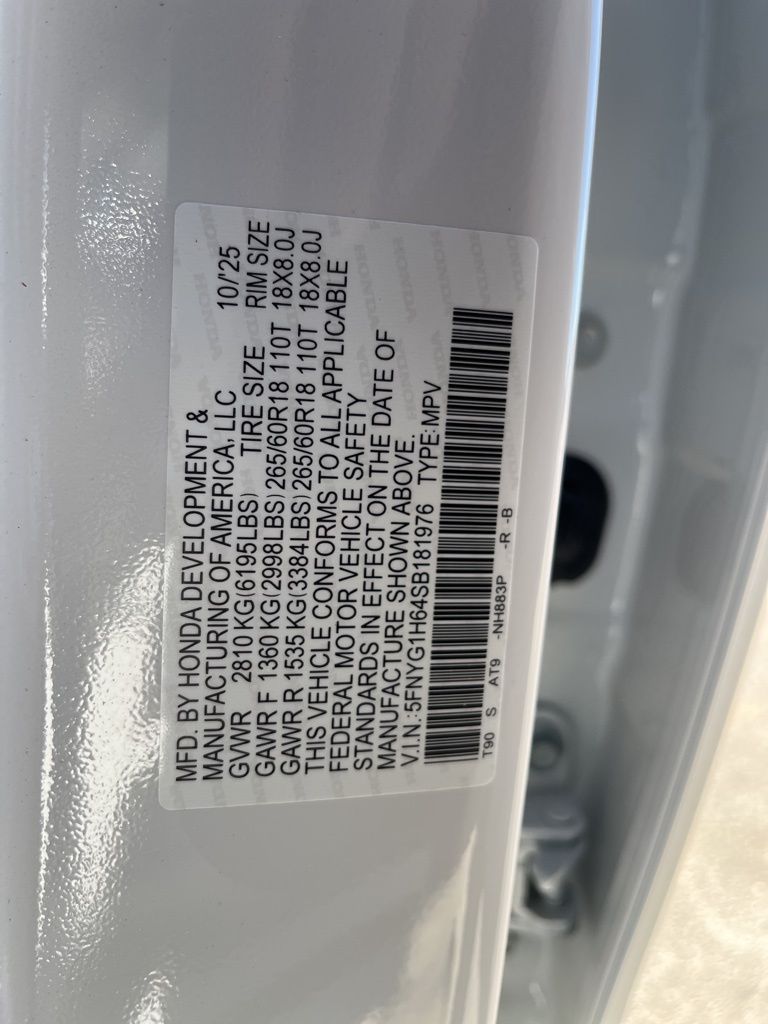 MFD. BY HONDA DEVELOPMENT &
MANUFACTURING OF AMERICA, LLC 10/'25
GVWR 2810 KG(6195LBS) TIRE SIZE RIM SIZE
GAWR F 1360 KG(2998LBS)265/60R18 110T 18X8.0J
GAWR R 1535 KG(3384LBS)265/60R18 110T 18X8.0J
THIS VEHICLE CONFORMS TO ALL APPLICABLE
FEDERAL MOTOR VEHICLE SAFETY
STANDARDS IN EFFECT ON THE DATE OF
MANUFACTURE SHOWN ABOVE.
V.I.N.:5FNYG1H64SB181976 TYPE:MPV
T90 S AT9 -NH883P -R -B